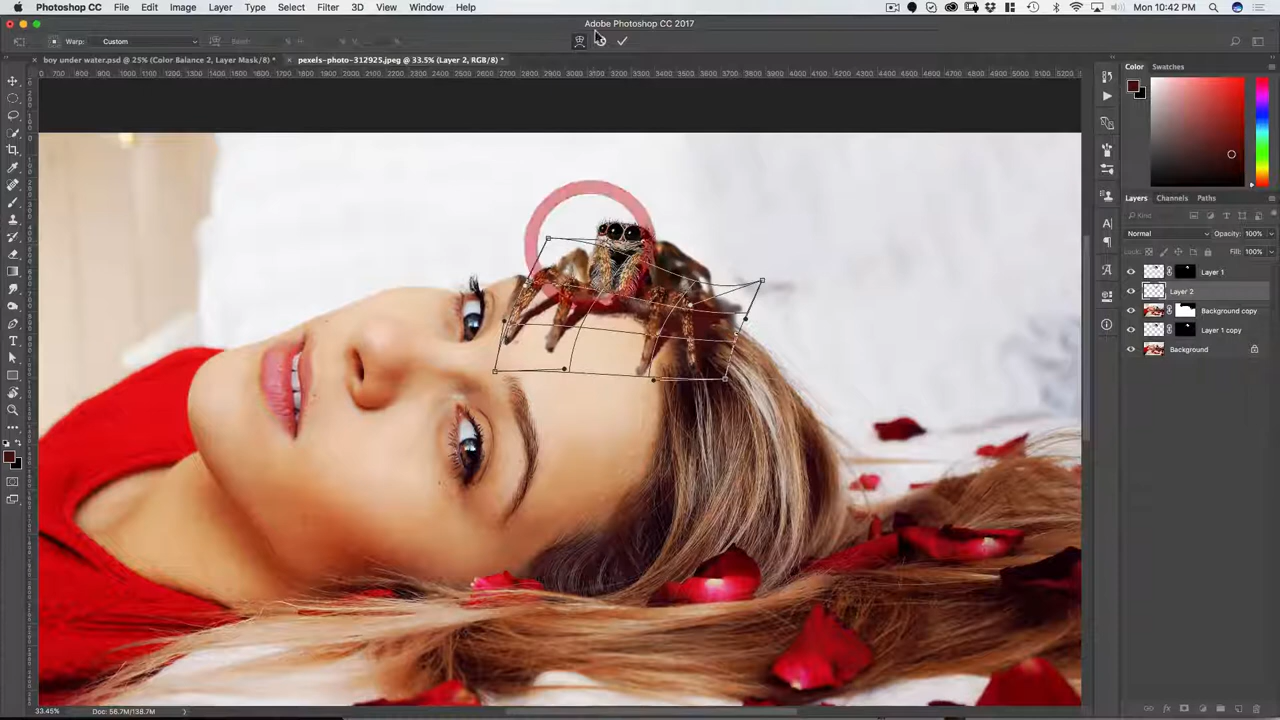 Photoshop CC File Edit Image Layer Type Select Filter 3D View Window Help Mon 10:42 PM
Adobe Photoshop CC 2017
Warp: Custom
boy under water.psd @ 25% (Color Balance 2, Layer Mask/8) * pexels-photo-312925.jpeg @ 33.5% (Layer 2, RGB/8) *
Color Swatches
Layers Channels Paths
Kind
Normal Opacity: 100%
Lock: Fill: 100%
Layer 1
Layer 2
Background copy
Layer 1 copy
Background
33.45% Doc: 56.7M/138.7M